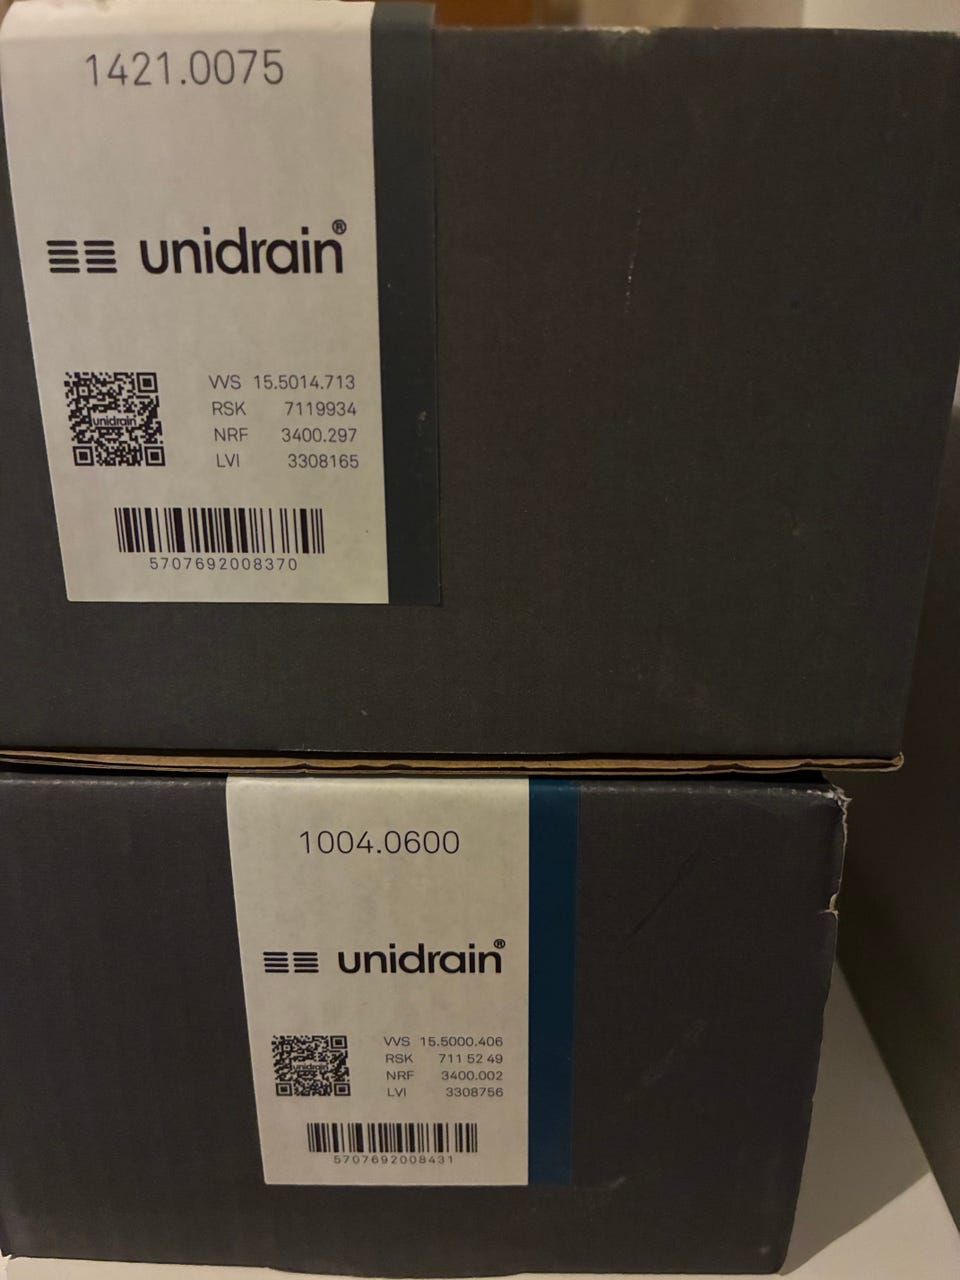 1421.0075
unidrain®
unidrain
VVS 15.5014.713
RSK 7119934
NRF 3400.297
LVI 3308165
5707692008370
1004.0600
unidrain®
unidrain
VVS 15.5000.406
RSK 711 52 49
NRF 3400.002
LVI 3308756
5707692008431